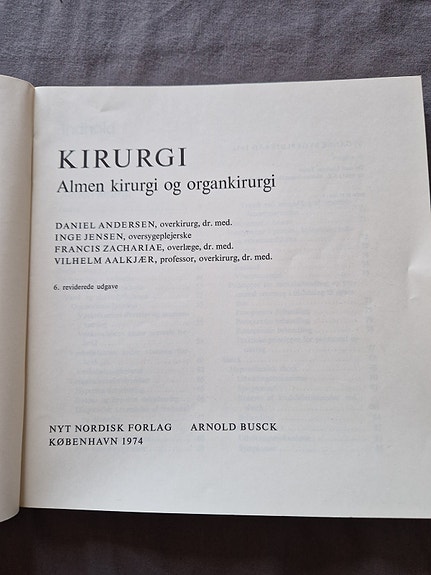 KIRURGI
Almen kirurgi og organkirurgi
DANIEL ANDERSEN, overkirurg, dr. med.
INGE JENSEN, oversygeplejerske
FRANCIS ZACHARIAE, overlæge, dr. med.
VILHELM AALKJÆR, professor, overkirurg, dr. med.
6. reviderede udgave
NYT NORDISK FORLAG ARNOLD BUSCK
KØBENHAVN 1974